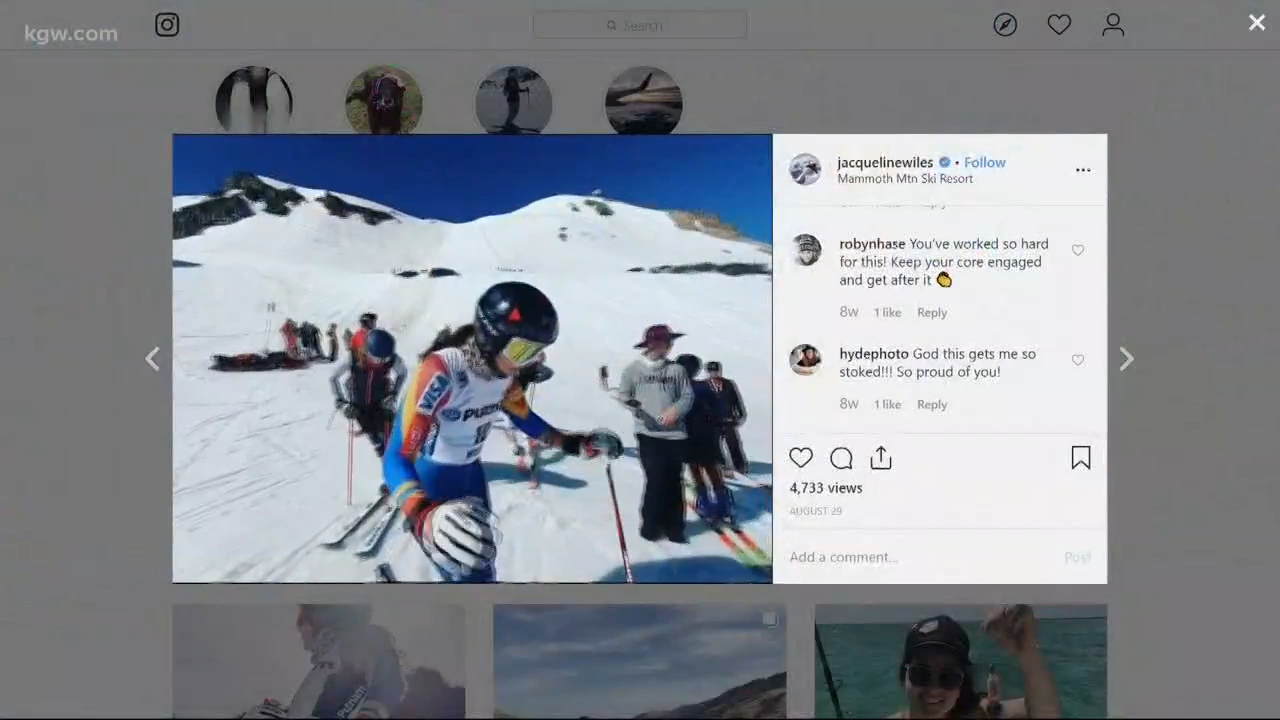 kgw.com
Search
jacquelinewiles • Follow
Mammoth Mtn Ski Resort
robynhase You've worked so hard
for this! Keep your core engaged
and get after it
8w 1 like Reply
hydephoto God this gets me so
stoked!!! So proud of you!
8w 1 like Reply
4,733 views
AUGUST 29
Add a comment...
Post
VISA